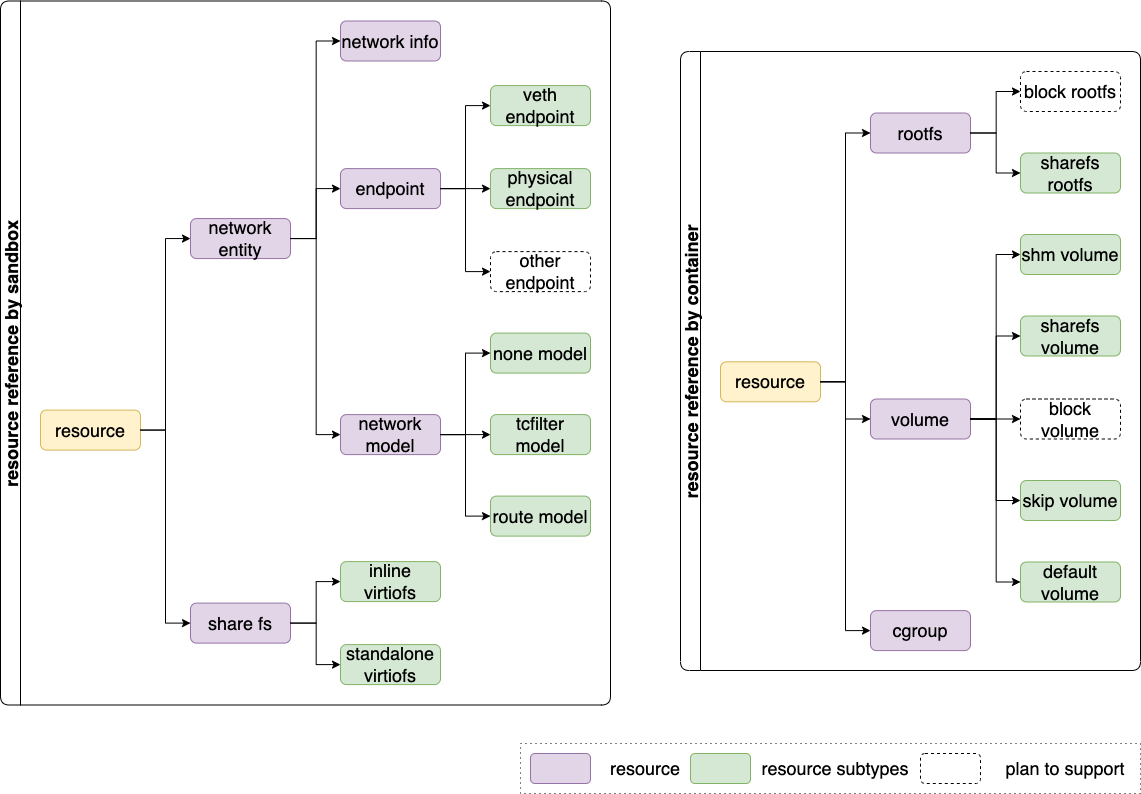 resource reference by sandbox
resource
network
entity
share fs
network info
endpoint
network
model
inline
virtiofs
standalone
virtiofs
veth
endpoint
physical
endpoint
other
endpoint
none model
tcfilter
model
route model
resource reference by container
resource
rootfs
volume
cgroup
block rootfs
sharefs
rootfs
shm volume
sharefs
volume
block
volume
skip volume
default
volume
resource
resource subtypes
plan to support